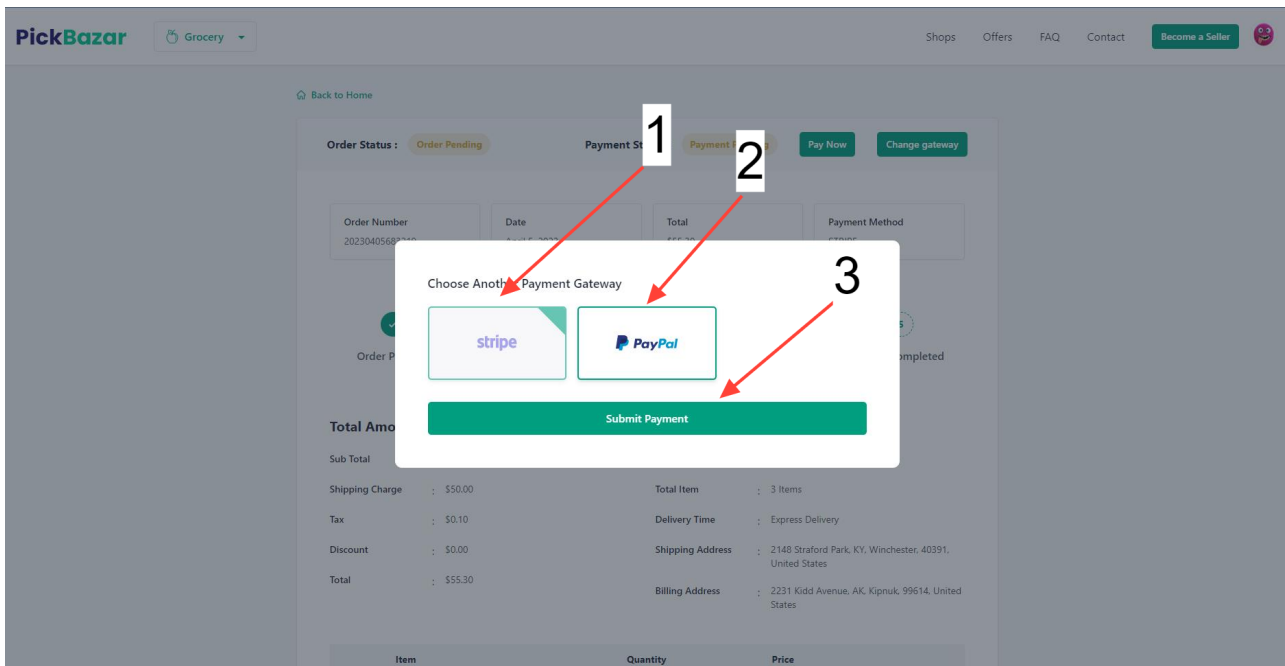 PickBazar Grocery Shops Offers FAQ Contact Become a Seller
Back to Home
Order Status : Order Pending Payment 1 Payment 2 Pay Now Change gateway
Order Number Date Total Payment Method
3
Choose Payment Gateway
stripe PayPal
Order
Submit Payment
Total
Sub Total
Shipping Charge : $50.00 Total Item : 3 Items
Tax : $0.10 Delivery Time : Express Delivery
Discount : $0.00 Shipping Address : 2148 Straford Park, KY, Winchester, 40391,
United States
Total : $55.30
Billing Address : 2231 Kidd Avenue, AK, Kipnuk, 99614, United
States
Item Quantity Price